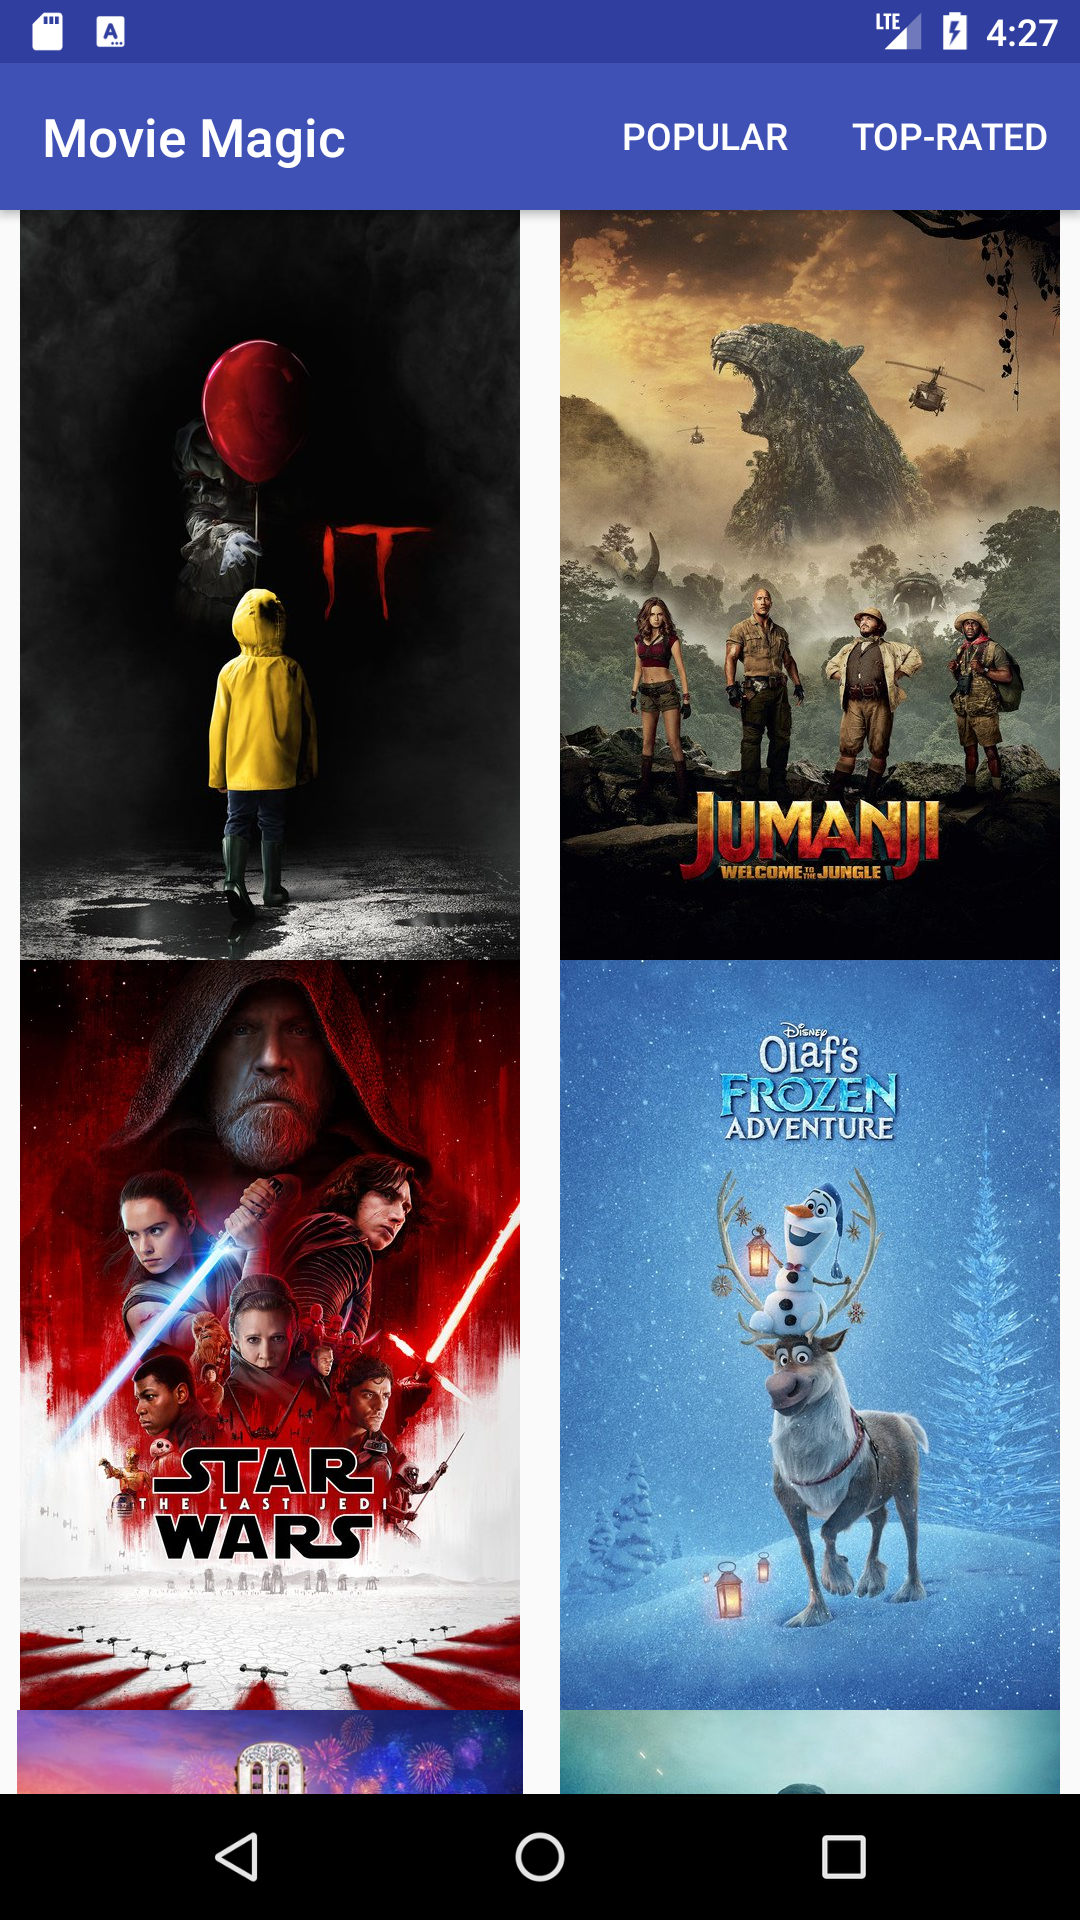 LTE 4:27
Movie Magic POPULAR TOP-RATED
IT
JUMANJI
WELCOME TO THE JUNGLE
STAR
THE LAST JEDI
WARS
Disney
Olaf's
FROZEN
ADVENTURE